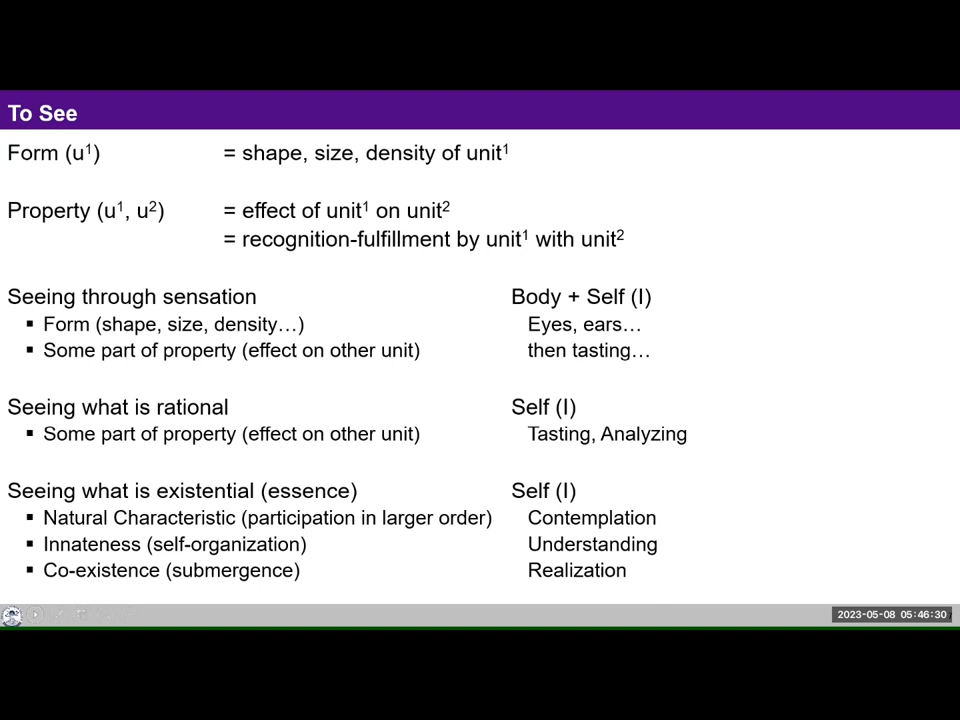 To See
Form (u¹) = shape, size, density of unit¹
Property (u¹, u²) = effect of unit¹ on unit²
= recognition-fulfillment by unit¹ with unit²
Seeing through sensation Body + Self (I)
▪ Form (shape, size, density…) Eyes, ears…
▪ Some part of property (effect on other unit) then tasting…
Seeing what is rational Self (I)
▪ Some part of property (effect on other unit) Tasting, Analyzing
Seeing what is existential (essence) Self (I)
▪ Natural Characteristic (participation in larger order) Contemplation
▪ Innateness (self-organization) Understanding
▪ Co-existence (submergence) Realization
2023-05-08 05:46:30